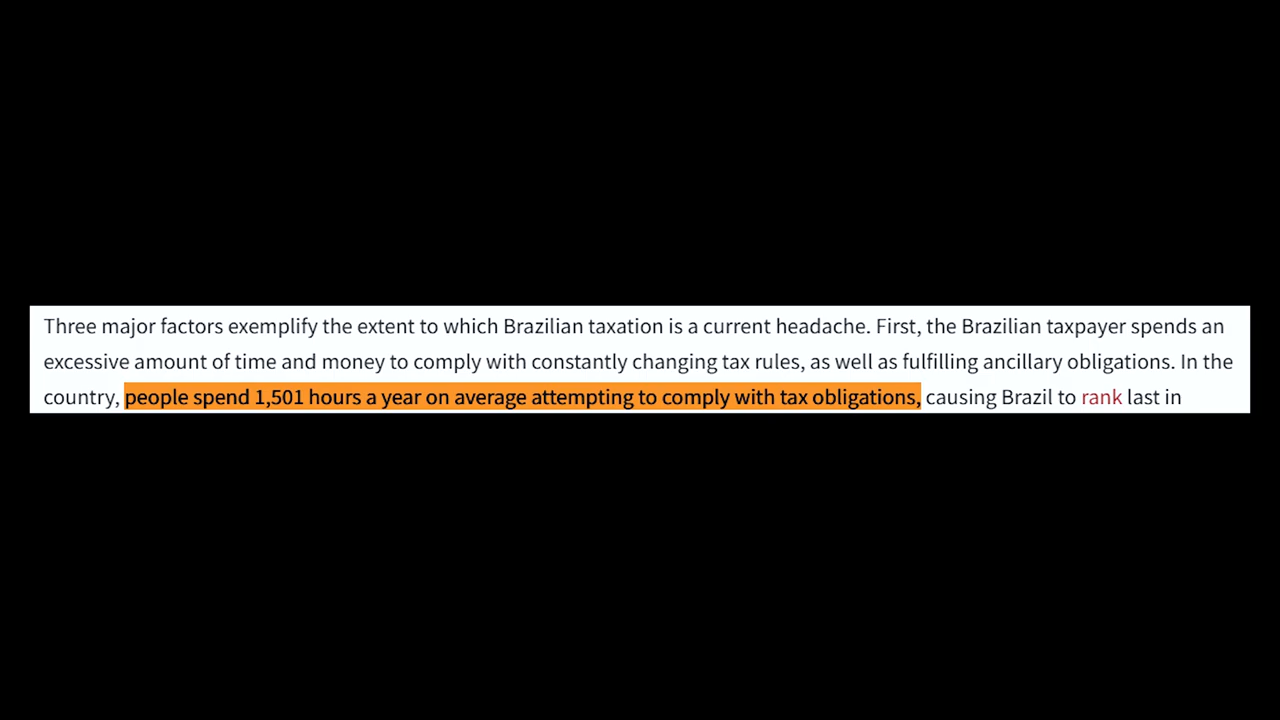 Three major factors exemplify the extent to which Brazilian taxation is a current headache. First, the Brazilian taxpayer spends an
excessive amount of time and money to comply with constantly changing tax rules, as well as fulfilling ancillary obligations. In the
country, people spend 1,501 hours a year on average attempting to comply with tax obligations, causing Brazil to rank last in